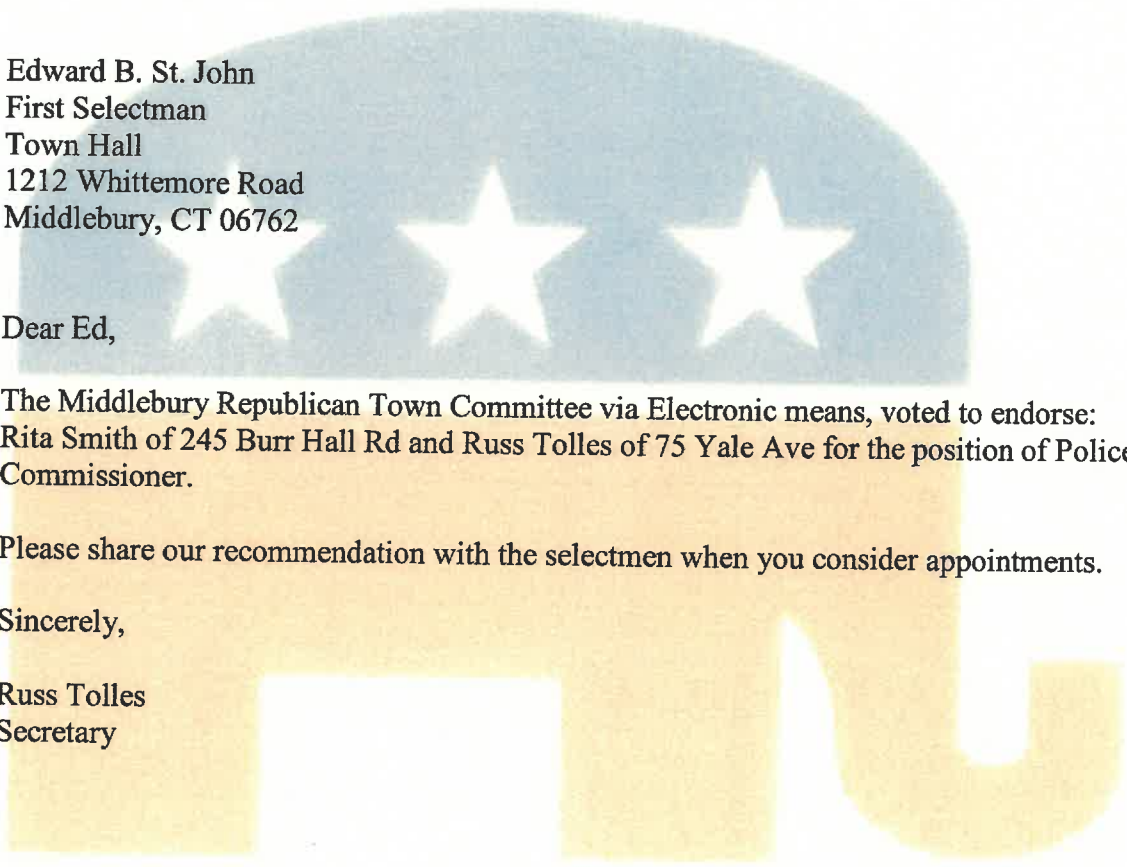 Edward B. St. John
First Selectman
Town Hall
1212 Whittemore Road
Middlebury, CT 06762
Dear Ed,
The Middlebury Republican Town Committee via Electronic means, voted to endorse:
Rita Smith of 245 Burr Hall Rd and Russ Tolles of 75 Yale Ave for the position of Police
Commissioner.
Please share our recommendation with the selectmen when you consider appointments.
Sincerely,
Russ Tolles
Secretary